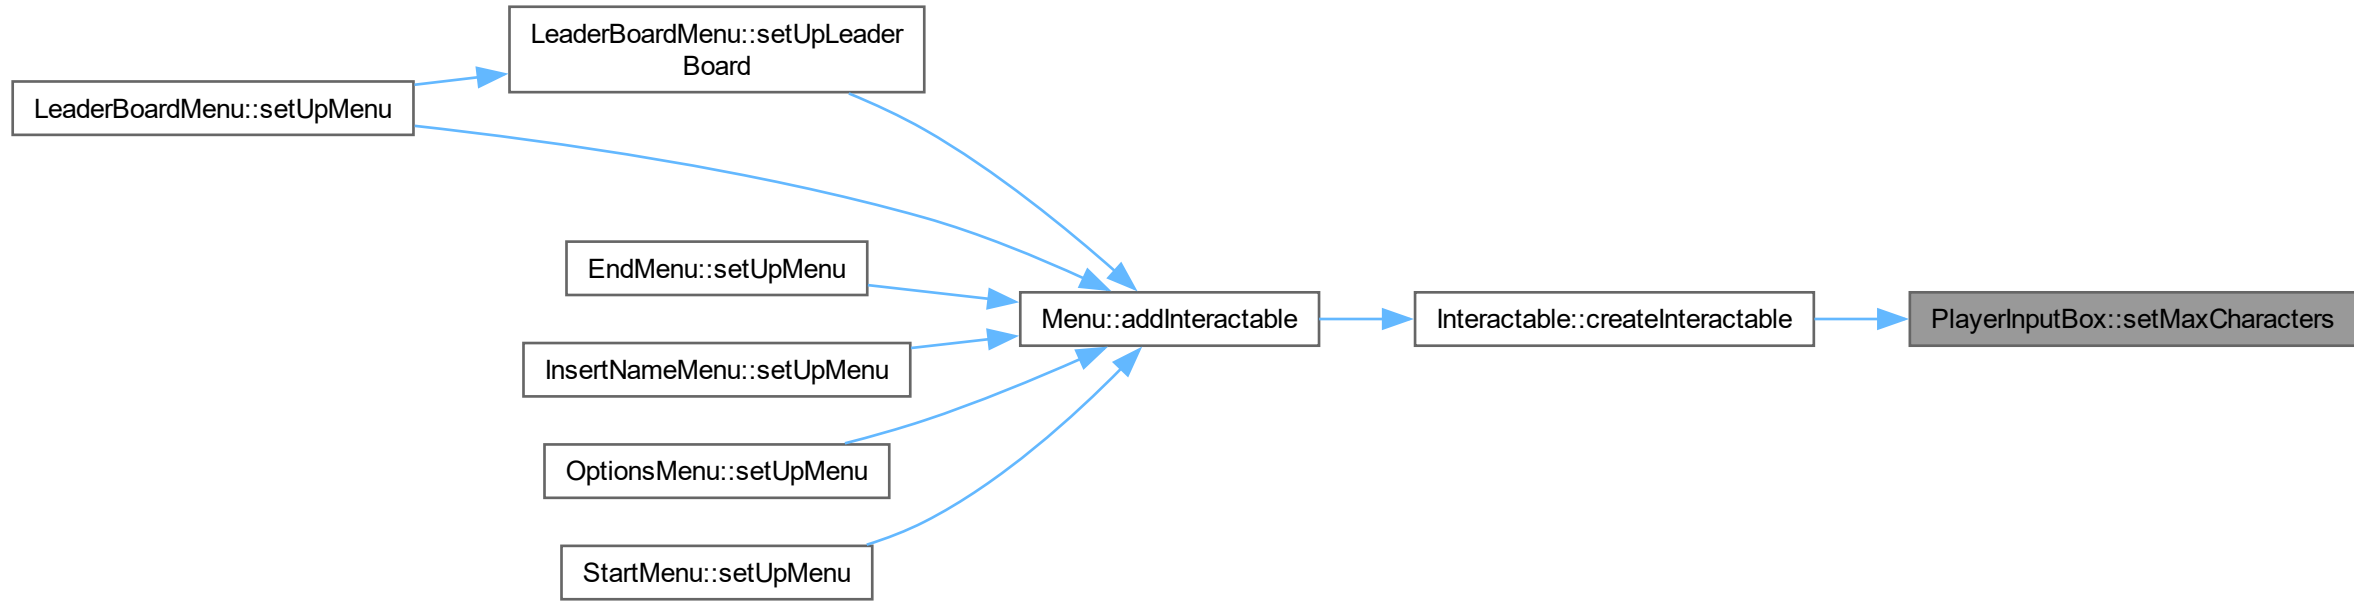 LeaderBoardMenu::setUpLeader
Board
LeaderBoardMenu::setUpMenu
EndMenu::setUpMenu
Menu::addInteractable
Interactable::createInteractable
PlayerInputBox::setMaxCharacters
InsertNameMenu::setUpMenu
OptionsMenu::setUpMenu
StartMenu::setUpMenu